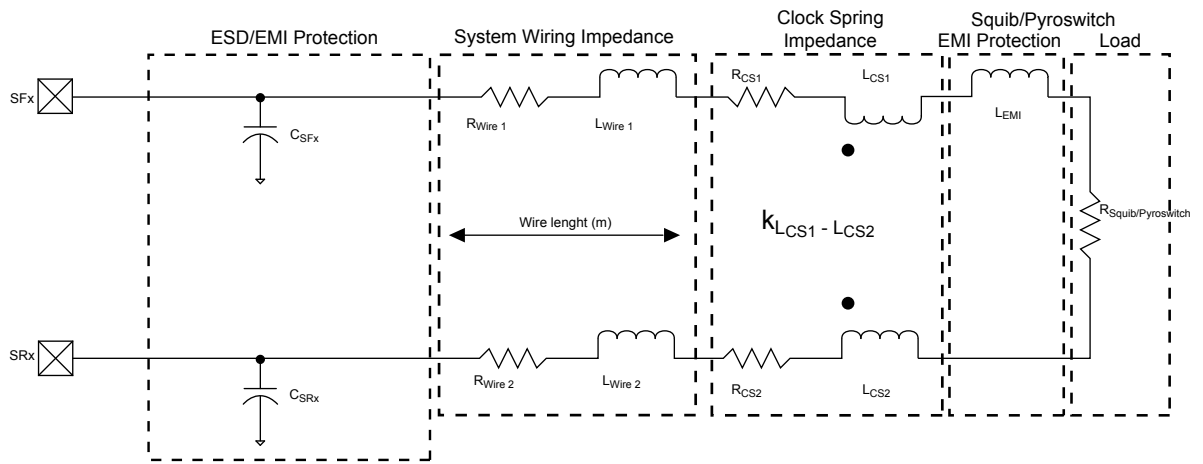 ESD/EMI Protection
System Wiring Impedance
Clock Spring
Impedance
Squib/Pyroswitch
EMI Protection
Load
SFx
CSFx
RWire 1
LWire 1
RCS1
LCS1
LEMI
RSquib/Pyroswitch
Wire lenght (m)
kLCS1 - LCS2
SRx
CSRx
RWire 2
LWire 2
RCS2
LCS2